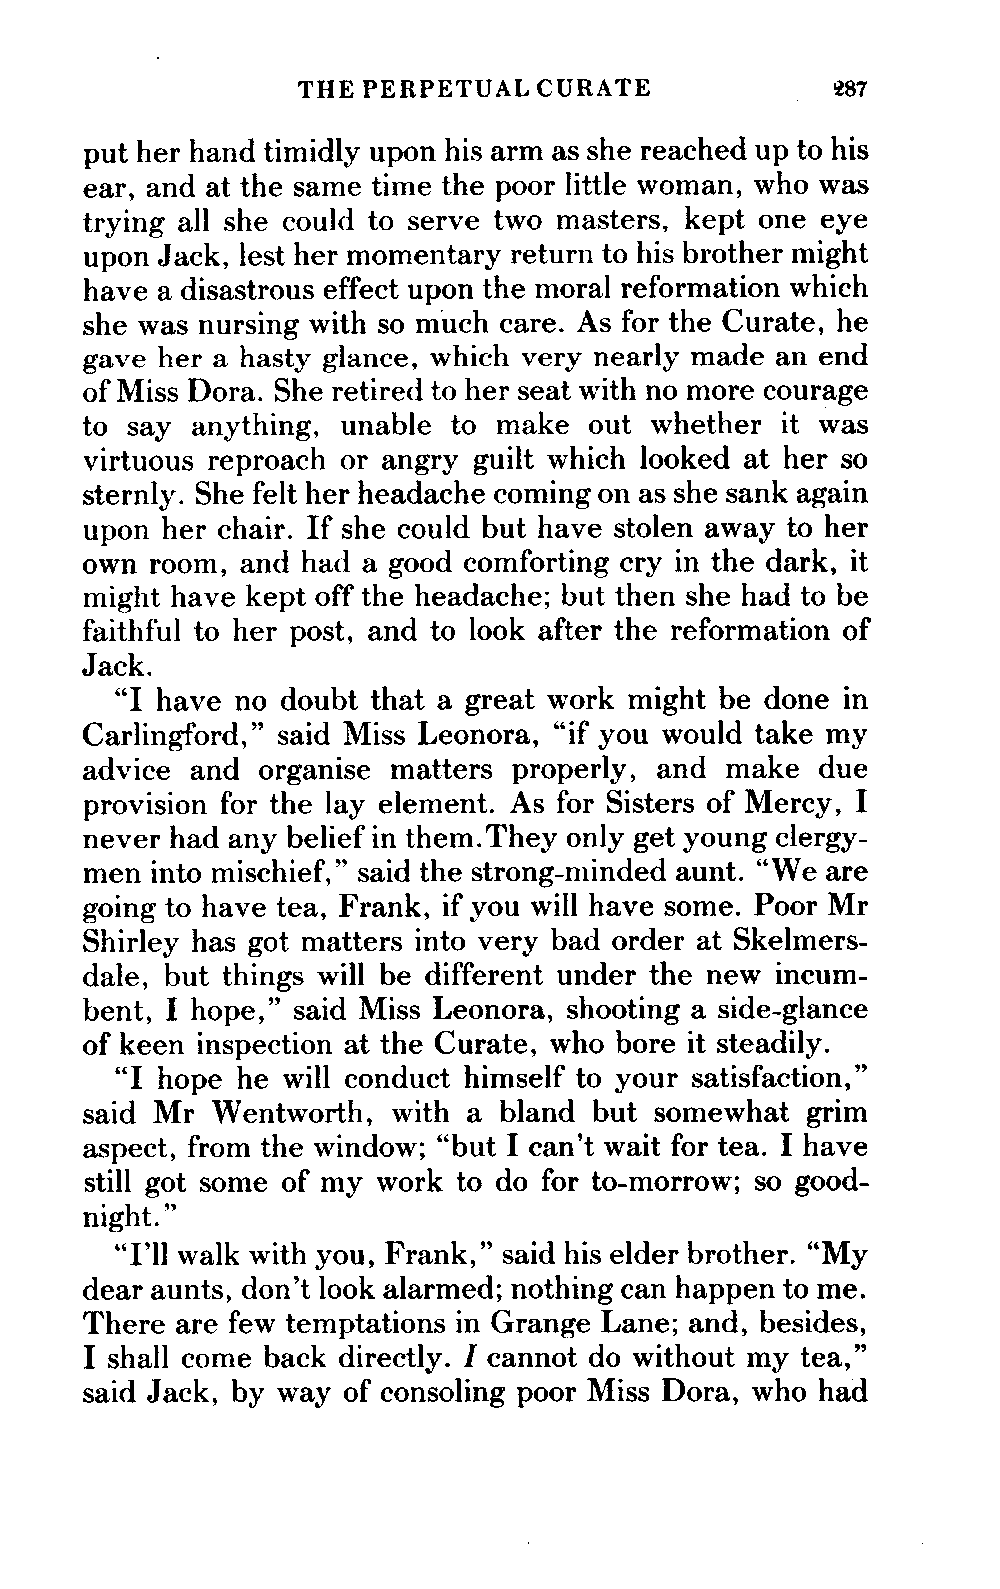 THE PERPETUAL CURATE 287
put her hand timidly upon his arm as she reached up to his
ear, and at the same time the poor little woman, who was
trying all she could to serve two masters, kept one eye
upon Jack, lest her momentary return to his brother might
have a disastrous effect upon the moral reformation which
she was nursing with so much care. As for the Curate, he
gave her a hasty glance, which very nearly made an end
of Miss Dora. She retired to her seat with no more courage
to say anything, unable to make out whether it was
virtuous reproach or angry guilt which looked at her so
sternly. She felt her headache coming on as she sank again
upon her chair. If she could but have stolen away to her
own room, and had a good comforting cry in the dark, it
might have kept off the headache; but then she had to be
faithful to her post, and to look after the reformation of
Jack.
“I have no doubt that a great work might be done in
Carlingford,” said Miss Leonora, “if you would take my
advice and organise matters properly, and make due
provision for the lay element. As for Sisters of Mercy, I
never had any belief in them.They only get young clergy-
men into mischief,” said the strong-minded aunt. “We are
going to have tea, Frank, if you will have some. Poor Mr
Shirley has got matters into very bad order at Skelmers-
dale, but things will be different under the new incum-
bent, I hope,” said Miss Leonora, shooting a side-glance
of keen inspection at the Curate, who bore it steadily.
“I hope he will conduct himself to your satisfaction,”
said Mr Wentworth, with a bland but somewhat grim
aspect, from the window; “but I can't wait for tea. I have
still got some of my work to do for to-morrow; so good-
night.”
“I'll walk with you, Frank,” said his elder brother. “My
dear aunts, don't look alarmed; nothing can happen to me.
There are few temptations in Grange Lane; and, besides,
I shall come back directly. I cannot do without my tea,”
said Jack, by way of consoling poor Miss Dora, who had